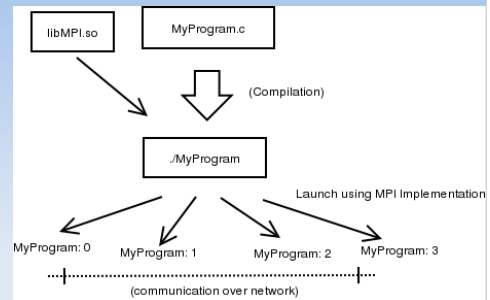 libMPI.so
MyProgram.c
(Compilation)
./MyProgram
Launch using MPI Implementation
MyProgram: 0
MyProgram: 1
MyProgram: 2
MyProgram: 3
(communication over network)